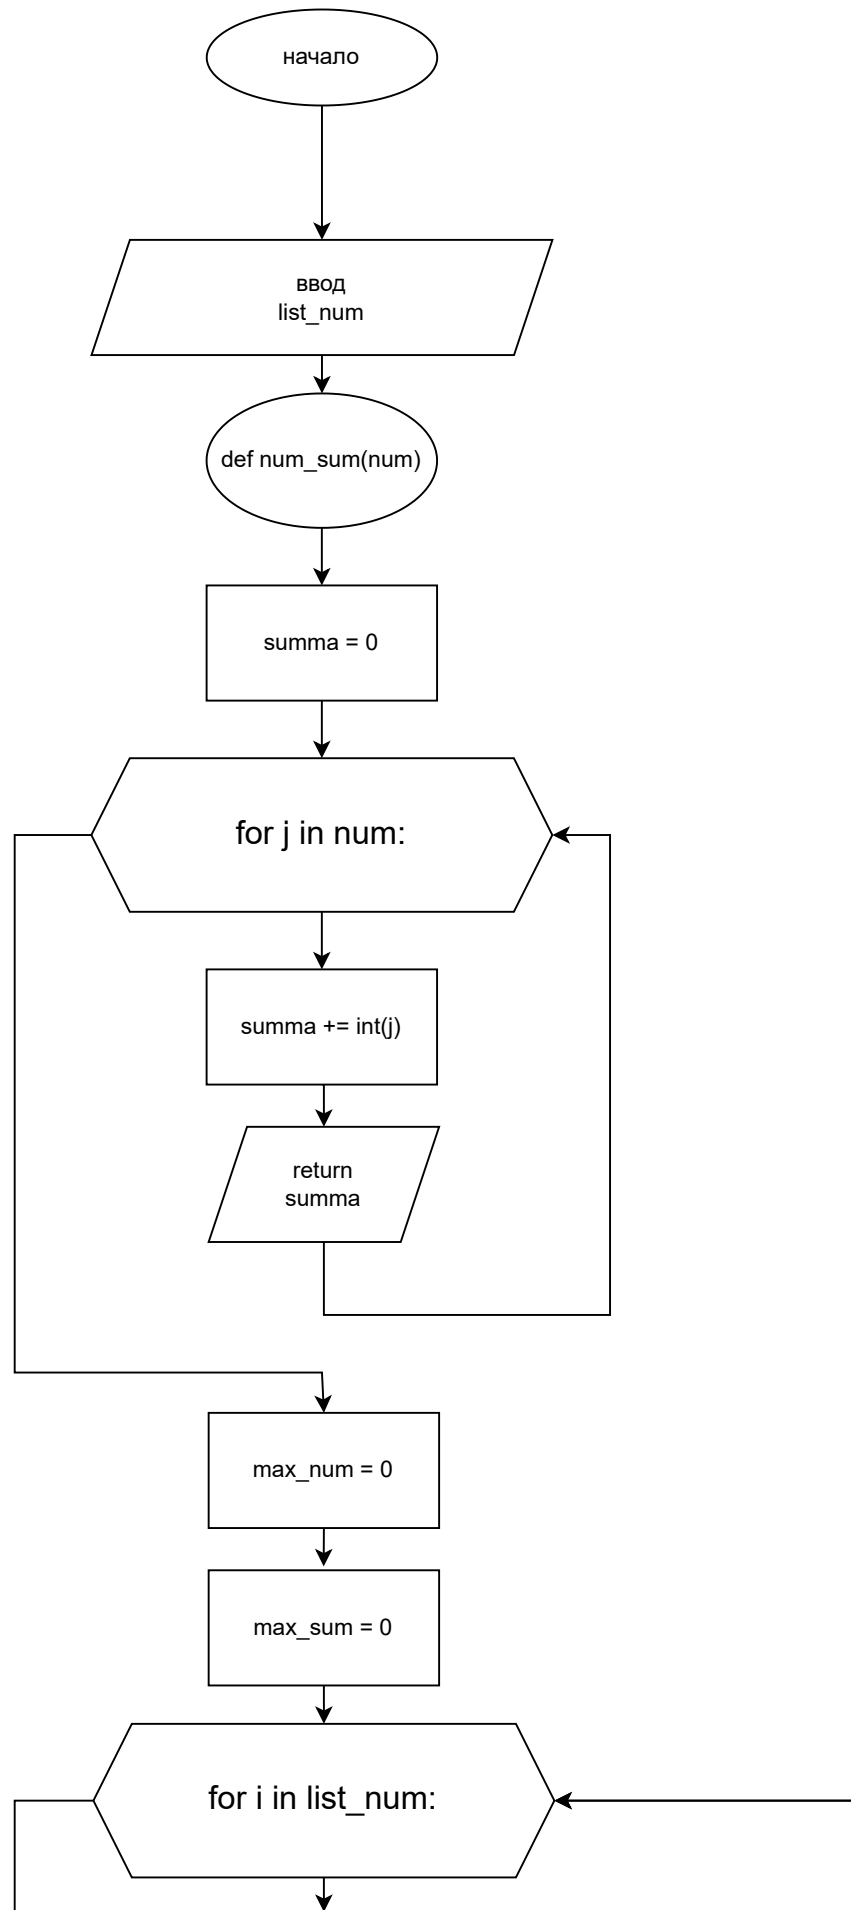 начало
ввод
list_num
def num_sum(num)
summa = 0
for j in num:
summa += int(j)
return
summa
max_num = 0
max_sum = 0
for i in list_num: